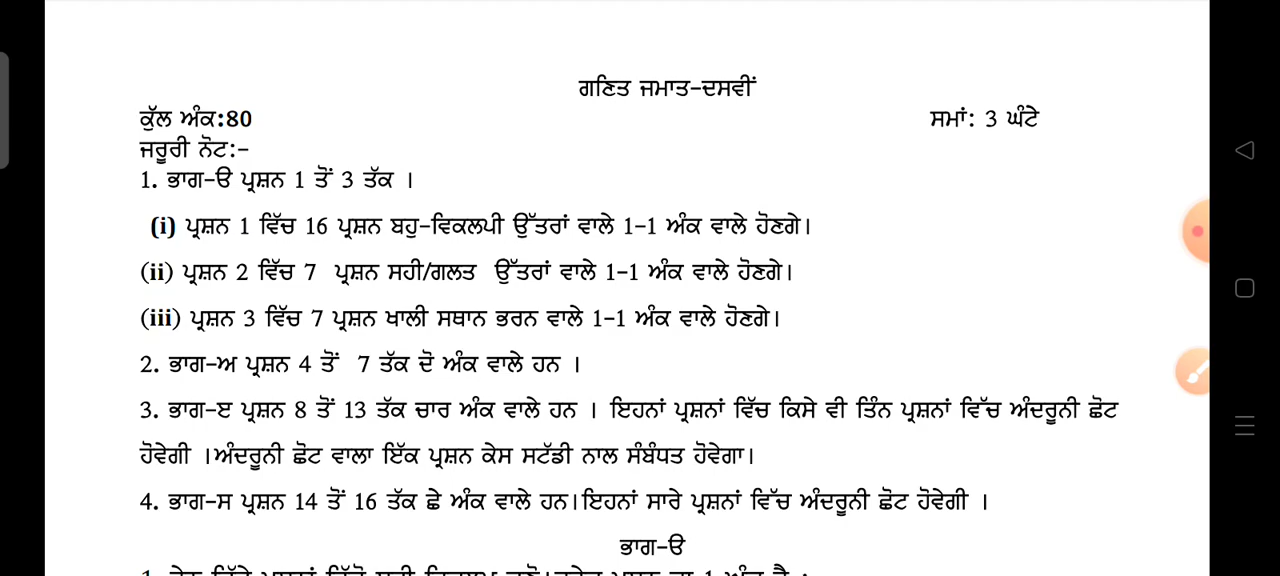 ਗਣਿਤ ਜਮਾਤ-ਦਸਵੀਂ
ਕੁੱਲ ਅੰਕ:80 ਸਮਾਂ: 3 ਘੰਟੇ
ਜਰੂਰੀ ਨੋਟ:-
1. ਭਾਗ-ੳ ਪ੍ਰਸ਼ਨ 1 ਤੋਂ 3 ਤੱਕ ।
(i) ਪ੍ਰਸ਼ਨ 1 ਵਿੱਚ 16 ਪ੍ਰਸ਼ਨ ਬਹੁ-ਵਿਕਲਪੀ ਉੱਤਰਾਂ ਵਾਲੇ 1-1 ਅੰਕ ਵਾਲੇ ਹੋਣਗੇ।
(ii) ਪ੍ਰਸ਼ਨ 2 ਵਿੱਚ 7 ਪ੍ਰਸ਼ਨ ਸਹੀ/ਗਲਤ ਉੱਤਰਾਂ ਵਾਲੇ 1-1 ਅੰਕ ਵਾਲੇ ਹੋਣਗੇ।
(iii) ਪ੍ਰਸ਼ਨ 3 ਵਿੱਚ 7 ਪ੍ਰਸ਼ਨ ਖਾਲੀ ਸਥਾਨ ਭਰਨ ਵਾਲੇ 1-1 ਅੰਕ ਵਾਲੇ ਹੋਣਗੇ।
2. ਭਾਗ-ਅ ਪ੍ਰਸ਼ਨ 4 ਤੋਂ 7 ਤੱਕ ਦੋ ਅੰਕ ਵਾਲੇ ਹਨ ।
3. ਭਾਗ-ੲ ਪ੍ਰਸ਼ਨ 8 ਤੋਂ 13 ਤੱਕ ਚਾਰ ਅੰਕ ਵਾਲੇ ਹਨ । ਇਹਨਾਂ ਪ੍ਰਸ਼ਨਾਂ ਵਿੱਚ ਕਿਸੇ ਵੀ ਤਿੰਨ ਪ੍ਰਸ਼ਨਾਂ ਵਿੱਚ ਅੰਦਰੂਨੀ ਛੋਟ
ਹੋਵੇਗੀ ।ਅੰਦਰੂਨੀ ਛੋਟ ਵਾਲਾ ਇੱਕ ਪ੍ਰਸ਼ਨ ਕੇਸ ਸਟੱਡੀ ਨਾਲ ਸੰਬੰਧਤ ਹੋਵੇਗਾ।
4. ਭਾਗ-ਸ ਪ੍ਰਸ਼ਨ 14 ਤੋਂ 16 ਤੱਕ ਛੇ ਅੰਕ ਵਾਲੇ ਹਨ।ਇਹਨਾਂ ਸਾਰੇ ਪ੍ਰਸ਼ਨਾਂ ਵਿੱਚ ਅੰਦਰੂਨੀ ਛੋਟ ਹੋਵੇਗੀ ।
ਭਾਗ-ੳ